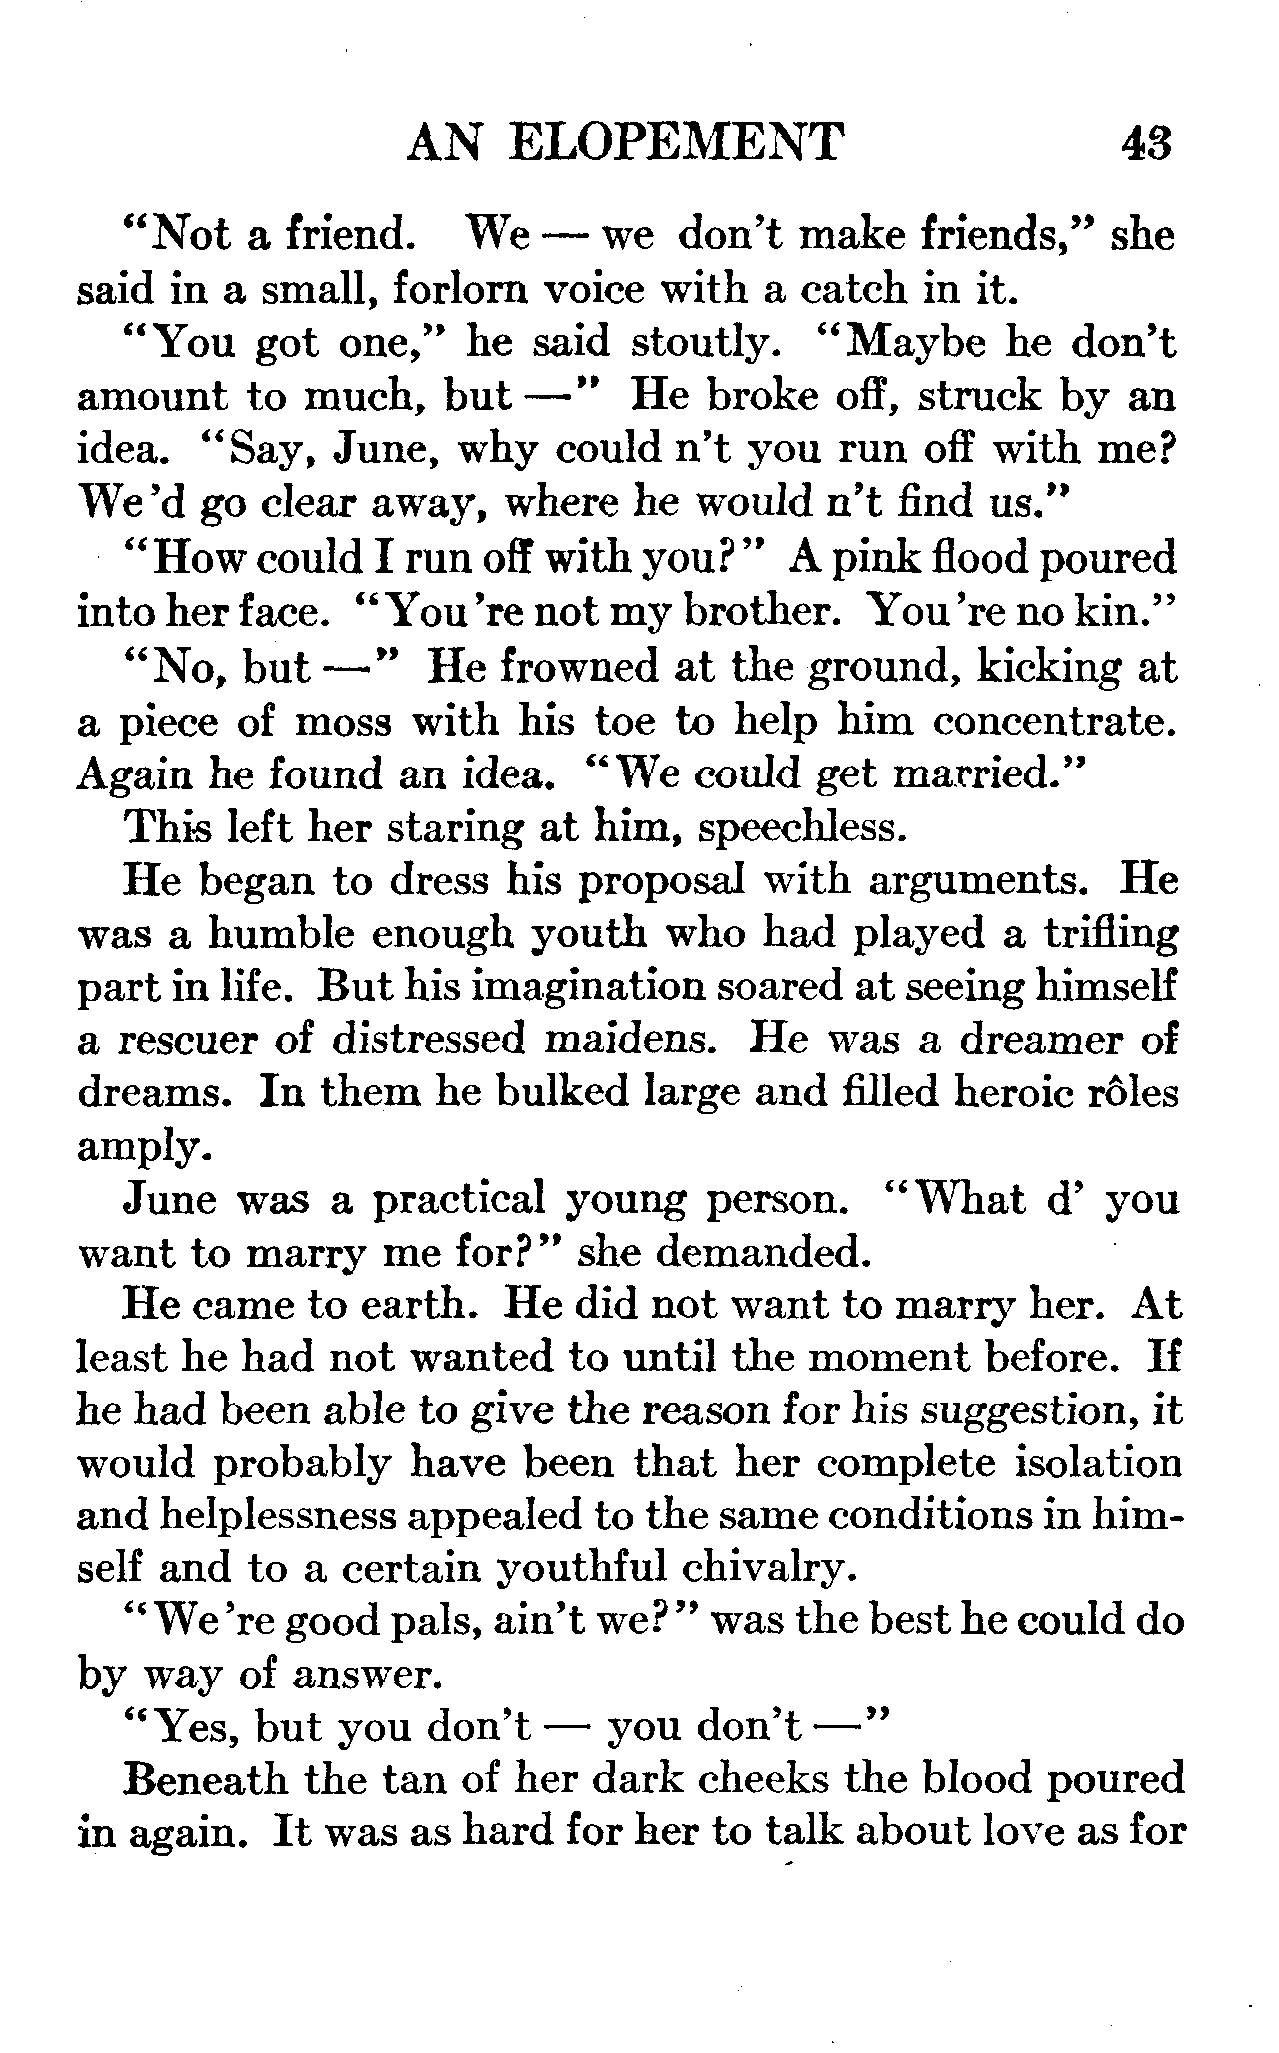 AN ELOPEMENT 43
"Not a friend. We — we don't make friends," she
said in a small, forlorn voice with a catch in it.
"You got one," he said stoutly. "Maybe he don't
amount to much, but —" He broke off, struck by an
idea. "Say, June, why could n't you run off with me?
We 'd go clear away, where he would n't find us."
"How could I run off with you?" A pink flood poured
into her face. "You 're not my brother. You 're no kin."
"No, but —" He frowned at the ground, kicking at
a piece of moss with his toe to help him concentrate.
Again he found an idea. "We could get married."
This left her staring at him, speechless.
He began to dress his proposal with arguments. He
was a humble enough youth who had played a trifling
part in life. But his imagination soared at seeing himself
a rescuer of distressed maidens. He was a dreamer of
dreams. In them he bulked large and filled heroic rôles
amply.
June was a practical young person. "What d' you
want to marry me for?" she demanded.
He came to earth. He did not want to marry her. At
least he had not wanted to until the moment before. If
he had been able to give the reason for his suggestion, it
would probably have been that her complete isolation
and helplessness appealed to the same conditions in him-
self and to a certain youthful chivalry.
"We 're good pals, ain't we?" was the best he could do
by way of answer.
"Yes, but you don't — you don't —"
Beneath the tan of her dark cheeks the blood poured
in again. It was as hard for her to talk about love as for